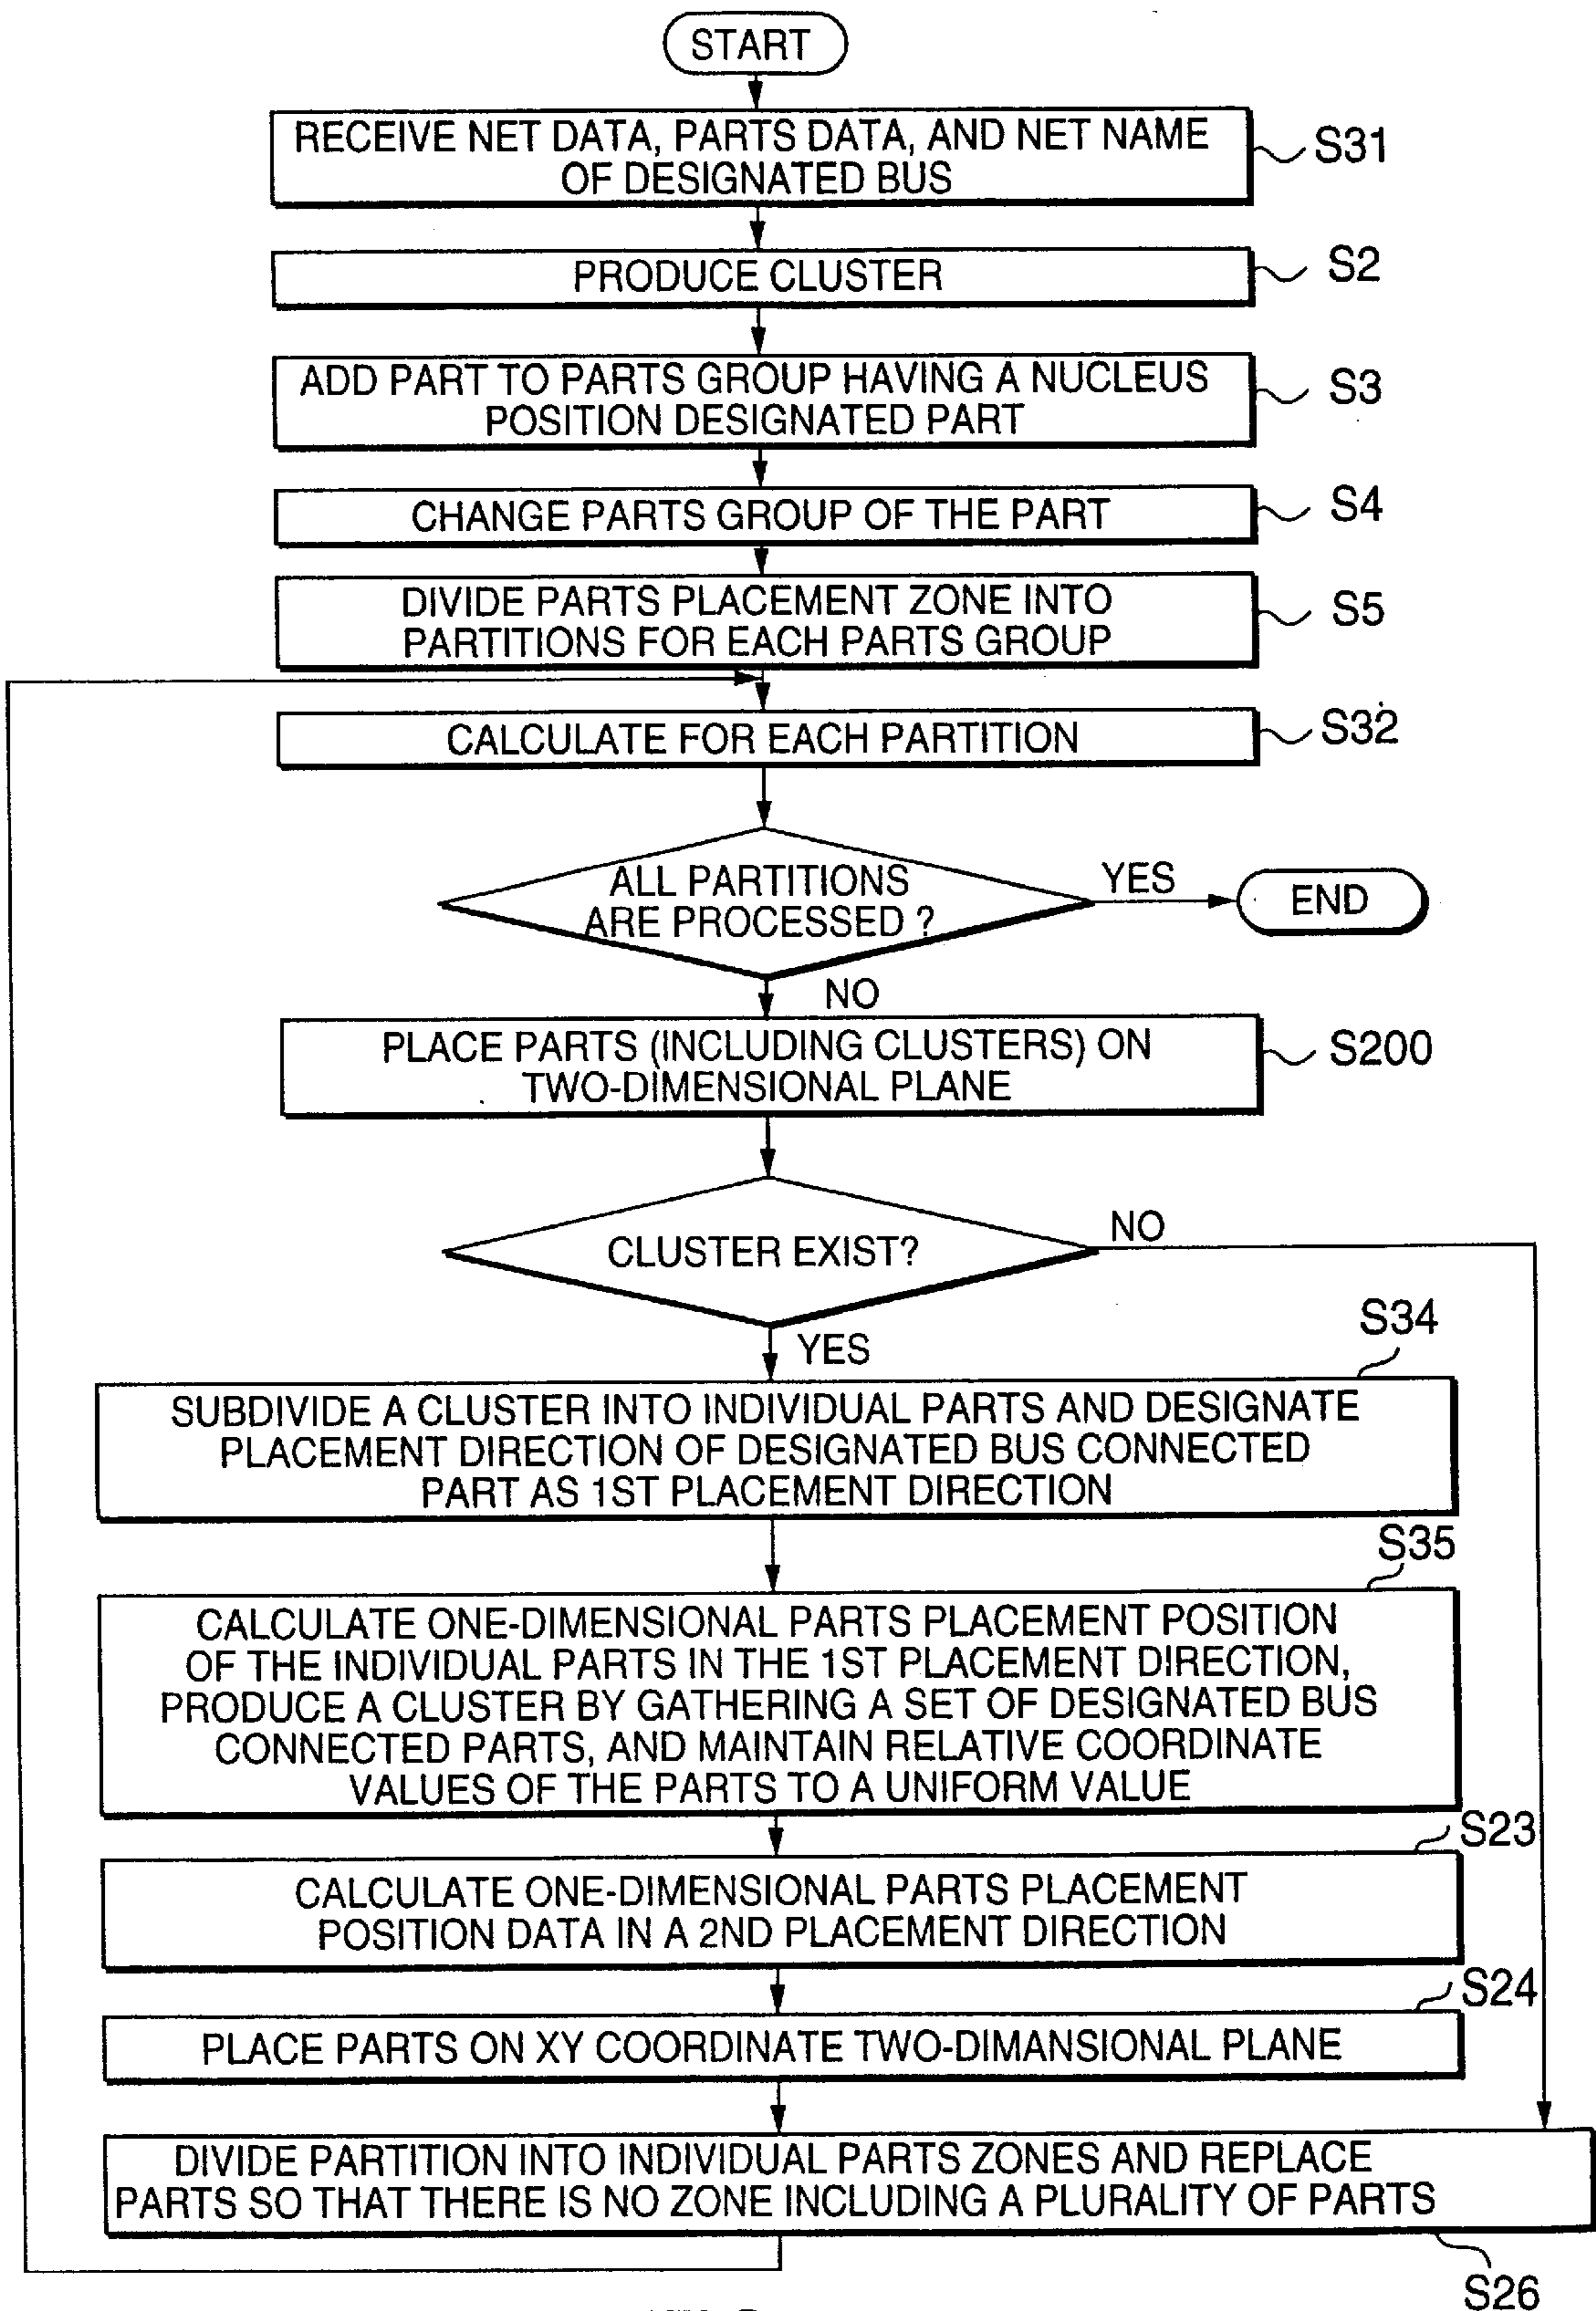 START
RECEIVE NET DATA, PARTS DATA, AND NET NAME
OF DESIGNATED BUS
S31
PRODUCE CLUSTER
S2
ADD PART TO PARTS GROUP HAVING A NUCLEUS
POSITION DESIGNATED PART
S3
CHANGE PARTS GROUP OF THE PART
S4
DIVIDE PARTS PLACEMENT ZONE INTO
PARTITIONS FOR EACH PARTS GROUP
S5
CALCULATE FOR EACH PARTITION
S32
ALL PARTITIONS
ARE PROCESSED ?
YES
END
NO
PLACE PARTS (INCLUDING CLUSTERS) ON
TWO-DIMENSIONAL PLANE
S200
CLUSTER EXIST?
NO
YES
S34
SUBDIVIDE A CLUSTER INTO INDIVIDUAL PARTS AND DESIGNATE
PLACEMENT DIRECTION OF DESIGNATED BUS CONNECTED
PART AS 1ST PLACEMENT DIRECTION
S35
CALCULATE ONE-DIMENSIONAL PARTS PLACEMENT POSITION
OF THE INDIVIDUAL PARTS IN THE 1ST PLACEMENT DIRECTION,
PRODUCE A CLUSTER BY GATHERING A SET OF DESIGNATED BUS
CONNECTED PARTS, AND MAINTAIN RELATIVE COORDINATE
VALUES OF THE PARTS TO A UNIFORM VALUE
S23
CALCULATE ONE-DIMENSIONAL PARTS PLACEMENT
POSITION DATA IN A 2ND PLACEMENT DIRECTION
S24
PLACE PARTS ON XY COORDINATE TWO-DIMANSIONAL PLANE
DIVIDE PARTITION INTO INDIVIDUAL PARTS ZONES AND REPLACE
PARTS SO THAT THERE IS NO ZONE INCLUDING A PLURALITY OF PARTS
S26